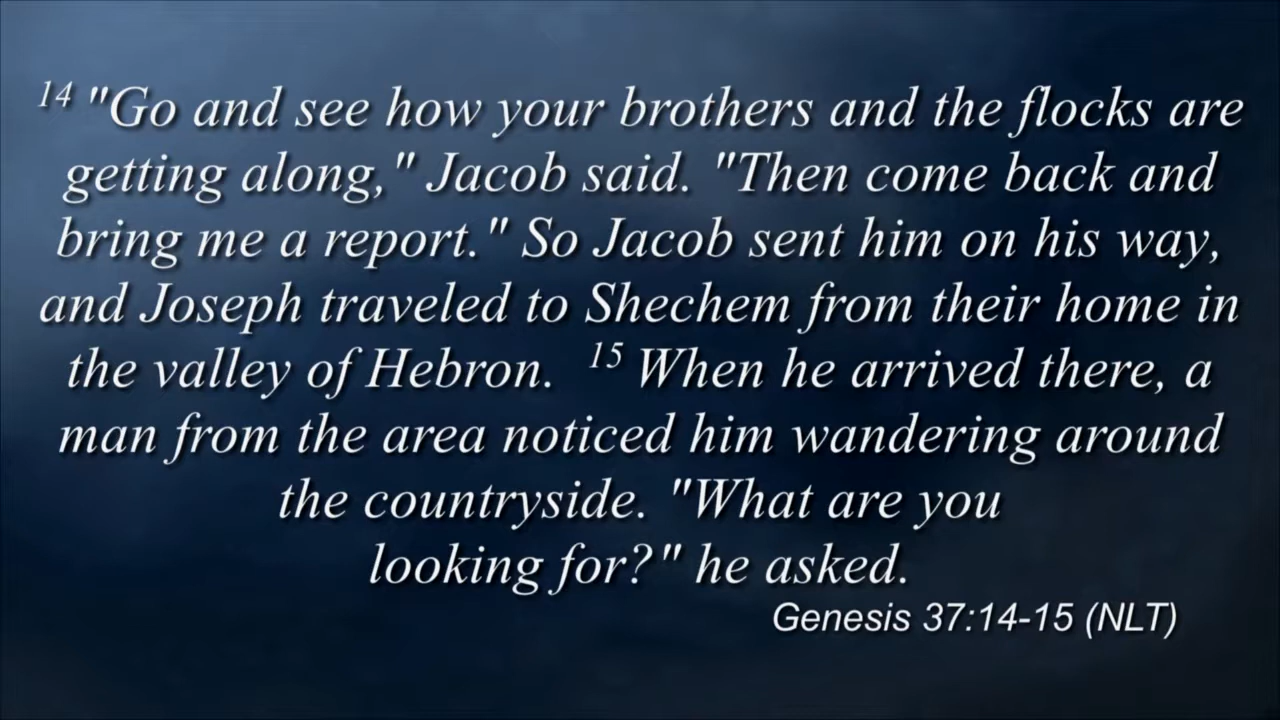 14 "Go and see how your brothers and the flocks are
getting along," Jacob said. "Then come back and
bring me a report." So Jacob sent him on his way,
and Joseph traveled to Shechem from their home in
the valley of Hebron. 15 When he arrived there, a
man from the area noticed him wandering around
the countryside. "What are you
looking for?" he asked.
Genesis 37:14-15 (NLT)